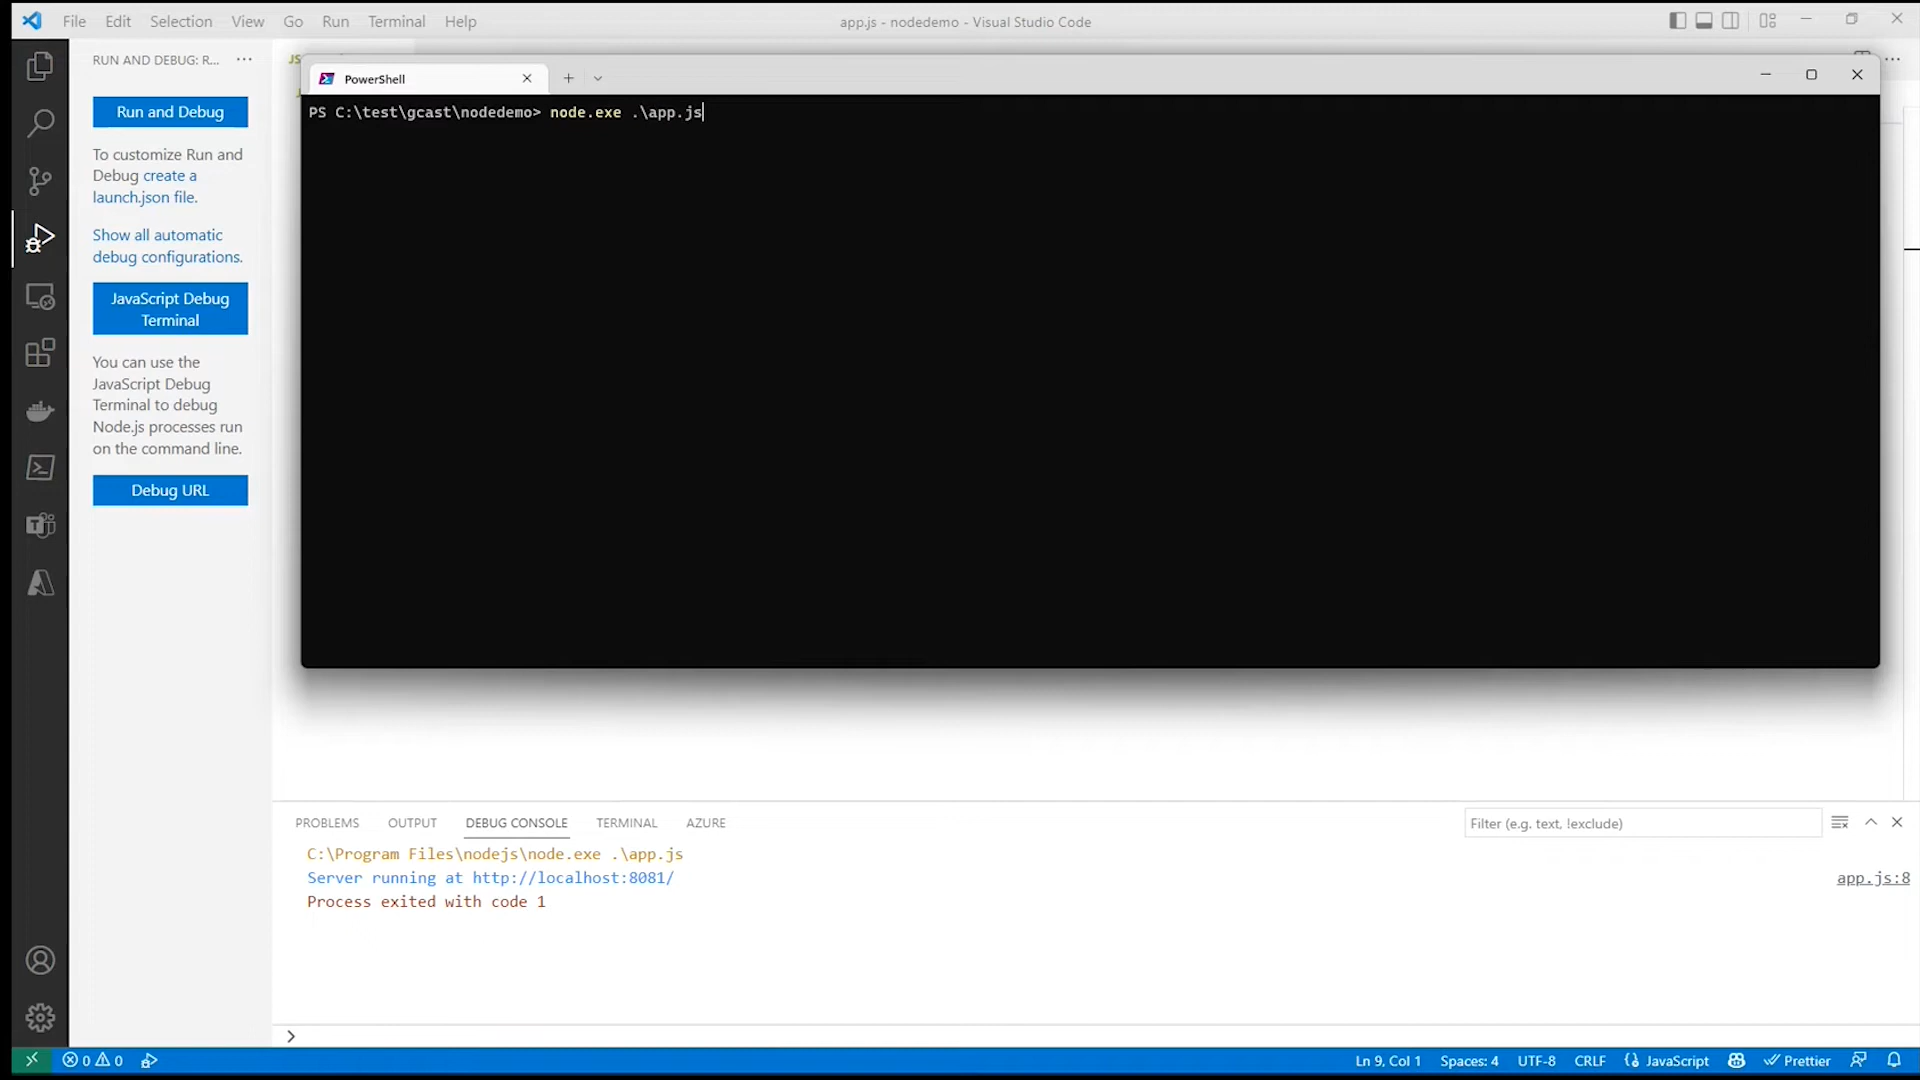 File Edit Selection View Go Run Terminal Help
app.js - nodedemo - Visual Studio Code
RUN AND DEBUG: R...
JS
Run and Debug
To customize Run and
Debug create a
launch.json file.
Show all automatic
debug configurations.
JavaScript Debug
Terminal
You can use the
JavaScript Debug
Terminal to debug
Node.js processes run
on the command line.
Debug URL
PowerShell
PS C:\test\gcast\nodedemo> node.exe .\app.js
PROBLEMS OUTPUT DEBUG CONSOLE TERMINAL AZURE
Filter (e.g. text, !exclude)
C:\Program Files\nodejs\node.exe .\app.js
Server running at http://localhost:8081/
app.js:8
Process exited with code 1
0 0
Ln 9, Col 1 Spaces: 4 UTF-8 CRLF JavaScript Prettier